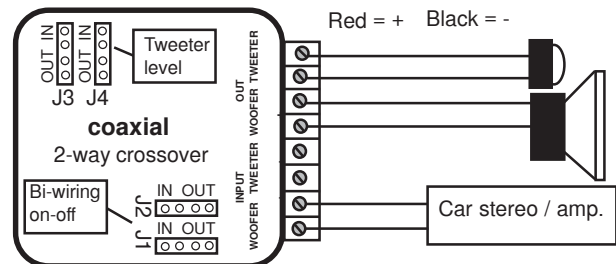 Red = + Black = -
OUT IN
OUT IN
J3 J4
Tweeter
level
coaxial
2-way crossover
Bi-wiring
on-off
J2
IN OUT
J1
IN OUT
OUT
WOOFER TWEETER
INPUT
WOOFER TWEETER
Car stereo / amp.